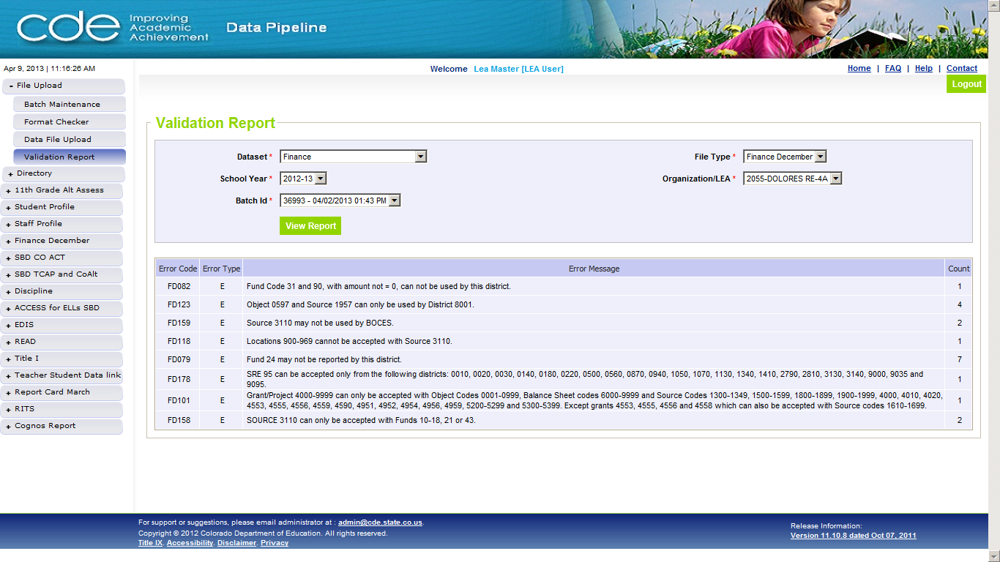 cde Improving Academic Achievement Data Pipeline
Apr 9, 2013 | 11:16:26 AM
Welcome Lea Master [LEA User]
Home | FAQ | Help | Contact
Logout
- File Upload
Batch Maintenance
Format Checker
Data File Upload
Validation Report
+ Directory
+ 11th Grade Alt Assess
+ Student Profile
+ Staff Profile
+ Finance December
+ SBD CO ACT
+ SBD TCAP and CoAlt
+ Discipline
+ ACCESS for ELLs SBD
+ EDIS
+ READ
+ Title I
+ Teacher Student Data link
+ Report Card March
+ RITS
+ Cognos Report
Validation Report
Dataset * Finance
File Type * Finance December
School Year * 2012-13
Organization/LEA * 2055-DOLORES RE-4A
Batch Id * 36993 - 04/02/2013 01:43 PM
View Report
Error Code Error Type Error Message Count
FD082 E Fund Code 31 and 90, with amount not = 0, can not be used by this district. 1
FD123 E Object 0597 and Source 1957 can only be used by District 8001. 4
FD159 E Source 3110 may not be used by BOCES. 2
FD118 E Locations 900-969 cannot be accepted with Source 3110. 1
FD079 E Fund 24 may not be reported by this district. 7
FD178 E SRE 95 can be accepted only from the following districts: 0010, 0020, 0030, 0140, 0180, 0220, 0500, 0560, 0870, 0940, 1050, 1070, 1130, 1340, 1410, 2790, 2810, 3130, 3140, 9000, 9035 and
9095. 1
FD101 E Grant/Project 4000-9999 can only be accepted with Object Codes 0001-0999, Balance Sheet codes 6000-9999 and Source Codes 1300-1349, 1500-1599, 1800-1899, 1900-1999, 4000, 4010, 4020,
4553, 4555, 4556, 4559, 4590, 4951, 4952, 4954, 4956, 4959, 5200-5299 and 5300-5399. Except grants 4553, 4555, 4556 and 4558 which can also be accepted with Source codes 1610-1699. 1
FD158 E SOURCE 3110 can only be accepted with Funds 10-18, 21 or 43. 2
For support or suggestions, please email administrator at : admin@cde.state.co.us.
Copyright © 2012 Colorado Department of Education. All rights reserved.
Title IX, Accessibility, Disclaimer, Privacy
Release Information:
Version 11.10.8 dated Oct 07, 2011